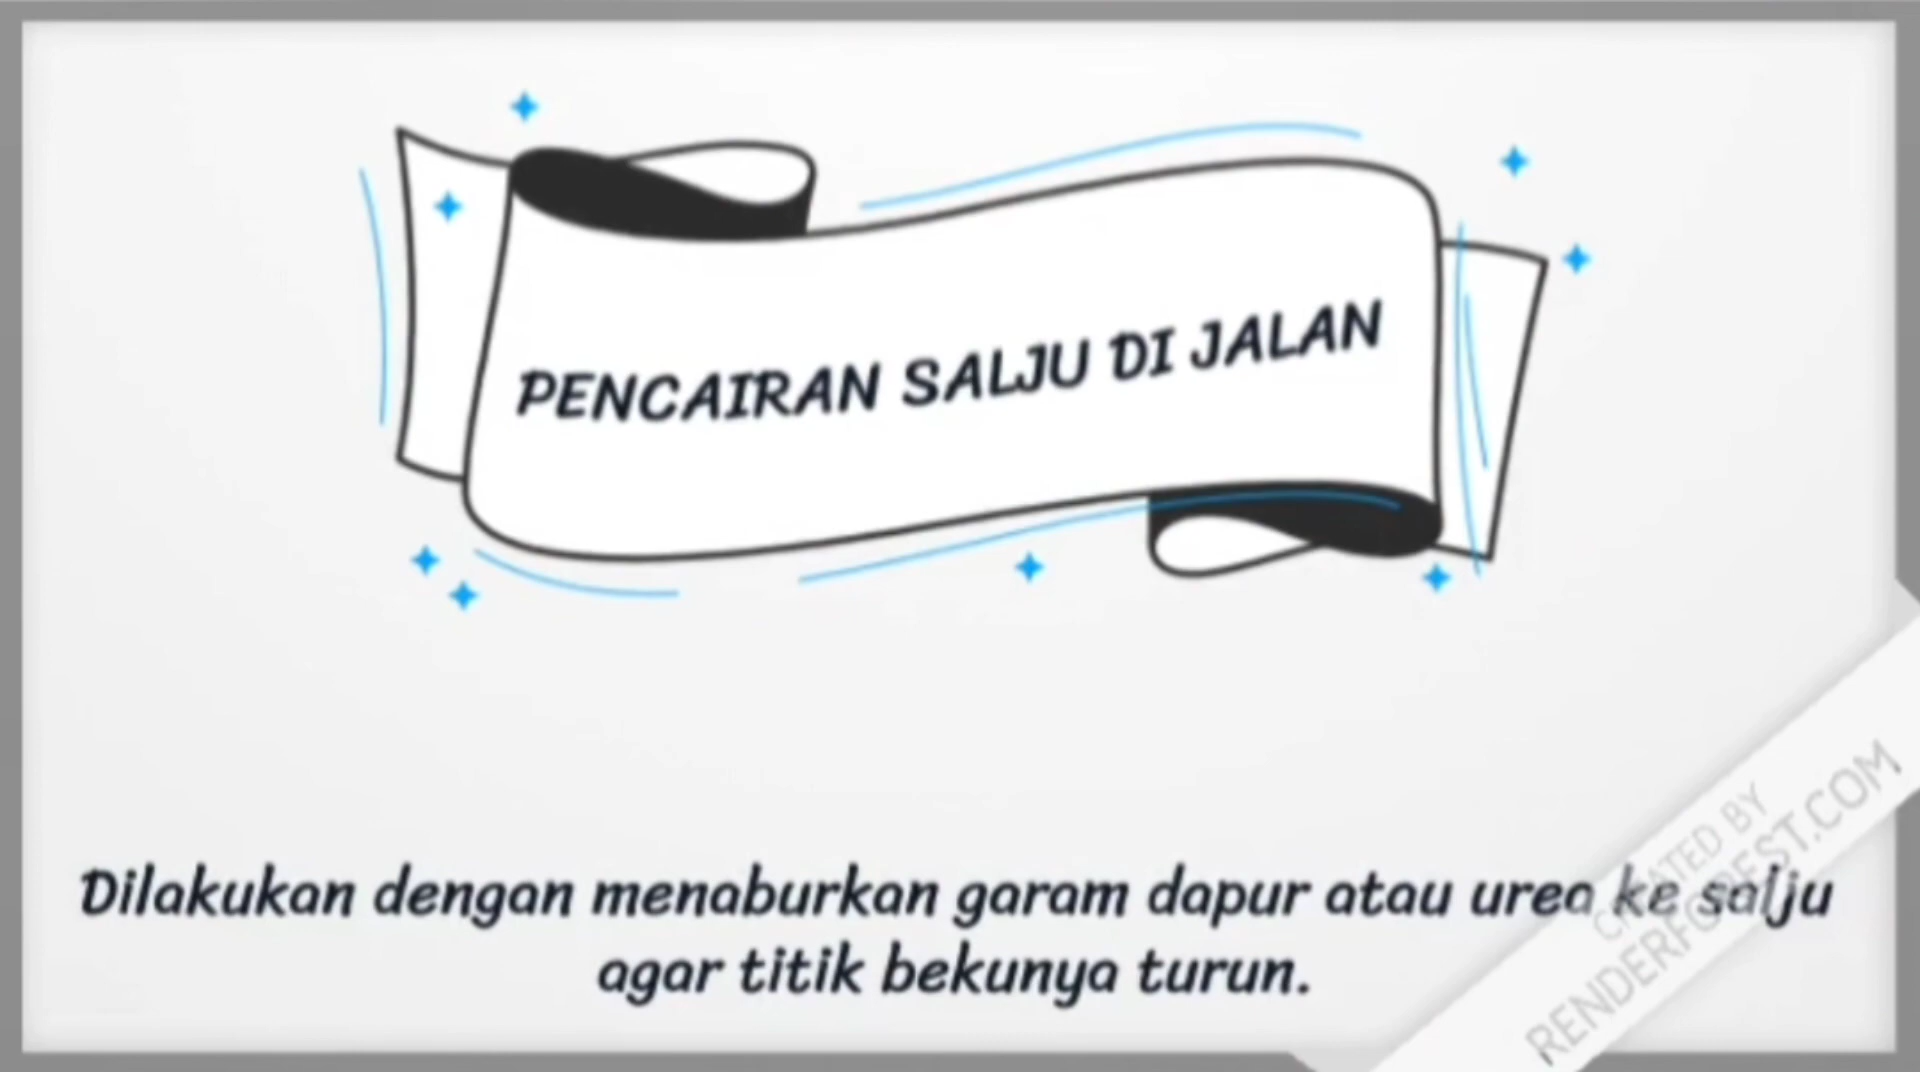 PENCAIRAN SALJU DI JALAN
Dilakukan dengan menaburkan garam dapur atau urea ke salju
agar titik bekunya turun.
CREATED BY
RENDERFOREST.COM